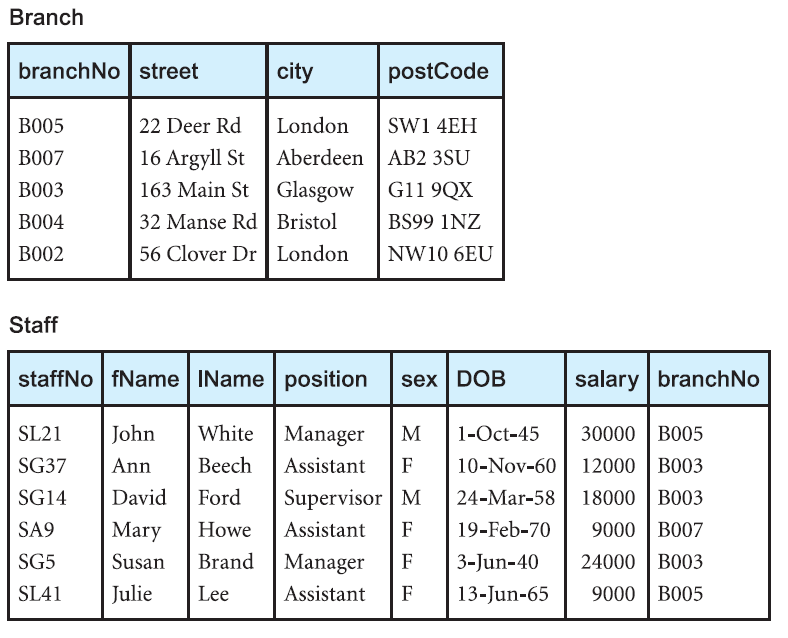 Branch
branchNo street city postCode
B005 22 Deer Rd London SW1 4EH
B007 16 Argyll St Aberdeen AB2 3SU
B003 163 Main St Glasgow G11 9QX
B004 32 Manse Rd Bristol BS99 1NZ
B002 56 Clover Dr London NW10 6EU
Staff
staffNo fName lName position sex DOB salary branchNo
SL21 John White Manager M 1-Oct-45 30000 B005
SG37 Ann Beech Assistant F 10-Nov-60 12000 B003
SG14 David Ford Supervisor M 24-Mar-58 18000 B003
SA9 Mary Howe Assistant F 19-Feb-70 9000 B007
SG5 Susan Brand Manager F 3-Jun-40 24000 B003
SL41 Julie Lee Assistant F 13-Jun-65 9000 B005